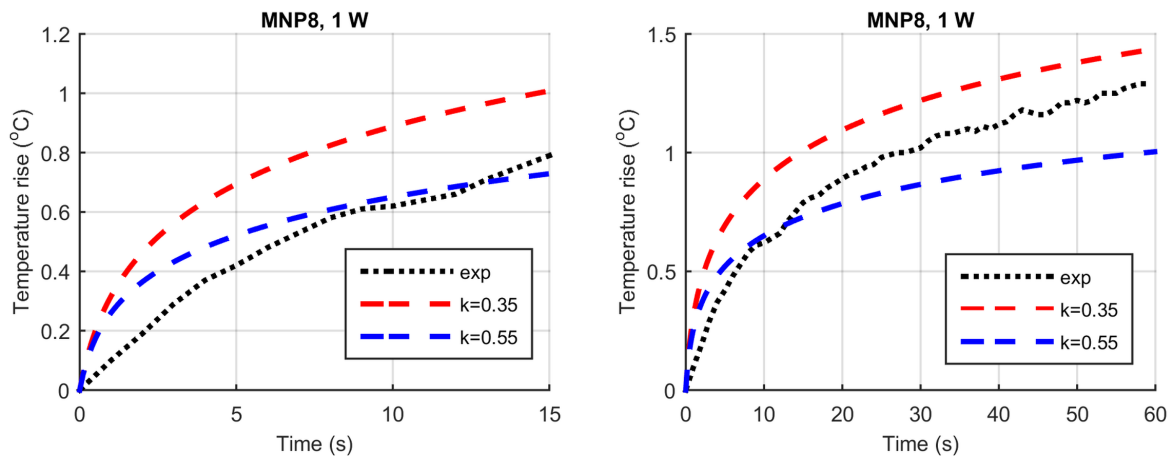 MNP8, 1 W
Temperature rise (°C)
1.2
1
0.8
0.6
0.4
0.2
0
0
5
10
15
Time (s)
exp
k=0.35
k=0.55
MNP8, 1 W
Temperature rise (°C)
1.5
1
0.5
0
0
10
20
30
40
50
60
Time (s)
exp
k=0.35
k=0.55